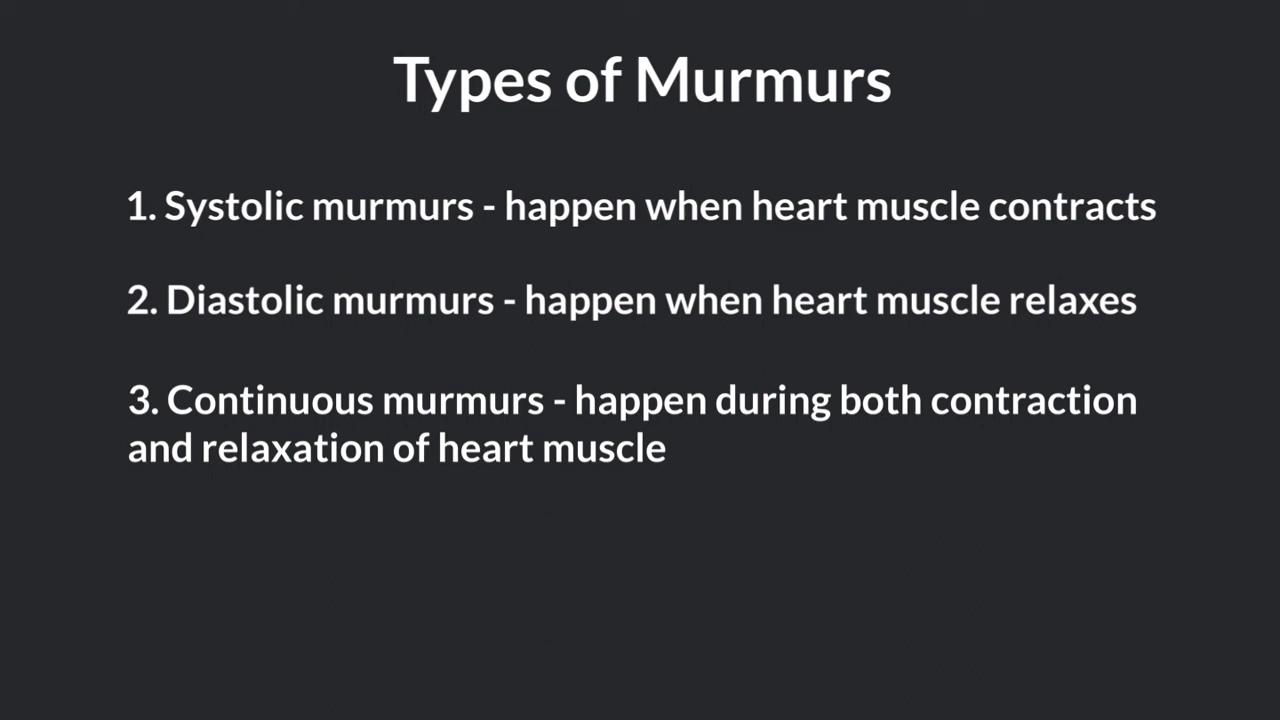 Types of Murmurs
1. Systolic murmurs - happen when heart muscle contracts
2. Diastolic murmurs - happen when heart muscle relaxes
3. Continuous murmurs - happen during both contraction
and relaxation of heart muscle